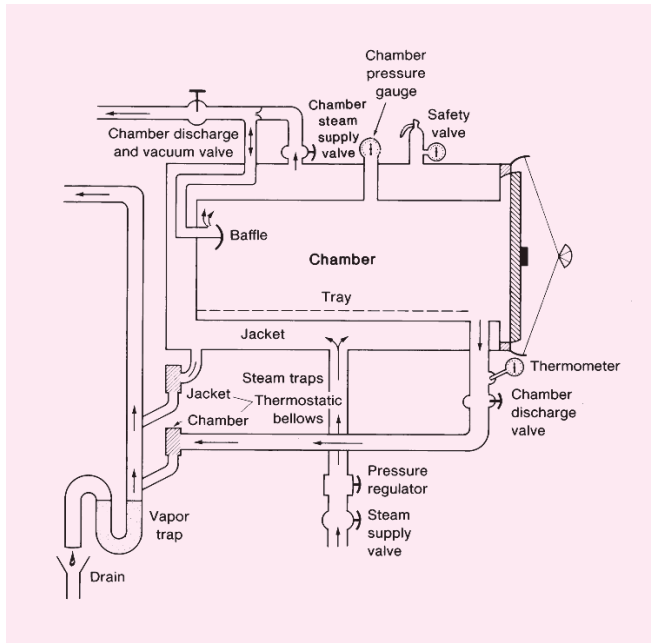 Chamber
pressure
gauge
Chamber discharge
and vacuum valve
Chamber
steam
supply
valve
Safety
valve
Baffle
Chamber
Tray
Jacket
Steam traps
Jacket
Thermostatic
bellows
Chamber
Thermometer
Chamber
discharge
valve
Pressure
regulator
Steam
supply
valve
Vapor
trap
Drain